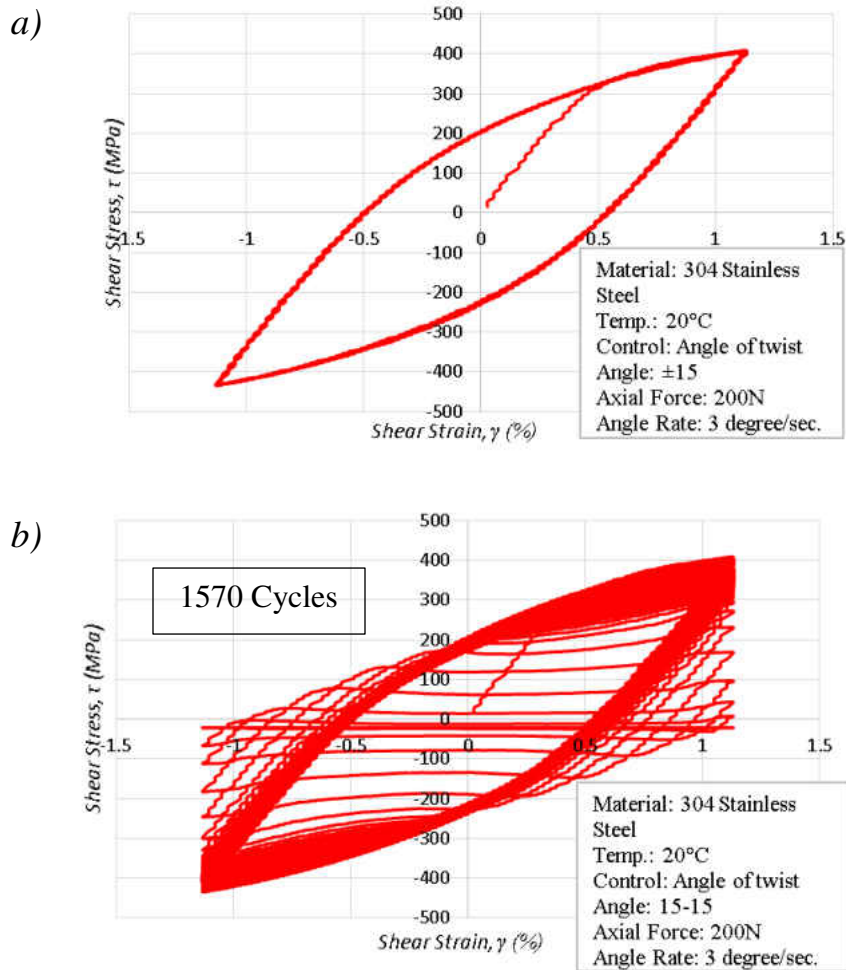 a)
500
400
300
200
100
0
-1.5
-1
-0.5
0
0.5
1
1.5
-100
-200
-300
-400
-500
Shear Stress, τ (MPa)
Shear Strain, γ (%)
Material: 304 Stainless
Steel
Temp.: 20°C
Control: Angle of twist
Angle: ±15
Axial Force: 200N
Angle Rate: 3 degree/sec.
b)
1570 Cycles
500
400
300
200
100
0
-1.5
-1
-0.5
0
0.5
1
1.5
-100
-200
-300
-400
-500
Shear Stress, τ (MPa)
Shear Strain, γ (%)
Material: 304 Stainless
Steel
Temp.: 20°C
Control: Angle of twist
Angle: 15-15
Axial Force: 200N
Angle Rate: 3 degree/sec.